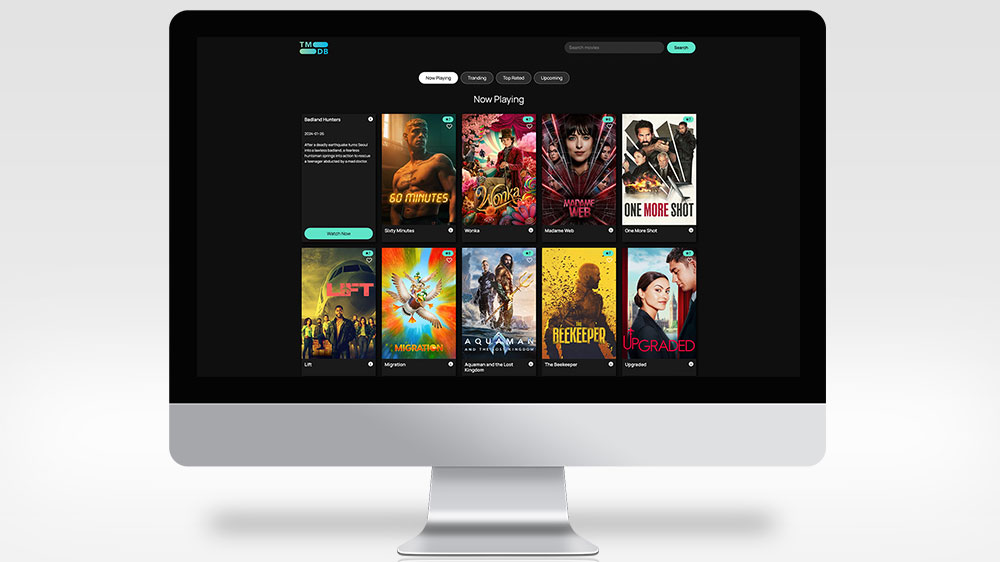 TM
DB
Search movies
Search
Now Playing
Trending
Top Rated
Upcoming
Now Playing
Badland Hunters
2024-01-26
After a deadly earthquake turns Seoul
into a lawless badland, a fearless
huntsman springs into action to rescue
a teenager abducted by a mad doctor.
Watch Now
60 MINUTES
Sixty Minutes
Wonka
Wonka
MADAME
WEB
Madame Web
ONE MORE SHOT
One More Shot
LIFT
Lift
MIGRATION
Migration
AQUAMAN
AND THE LOST KINGDOM
Aquaman and the Lost
Kingdom
THE
BEEKEEPER
The Beekeeper
UPGRADED
Upgraded